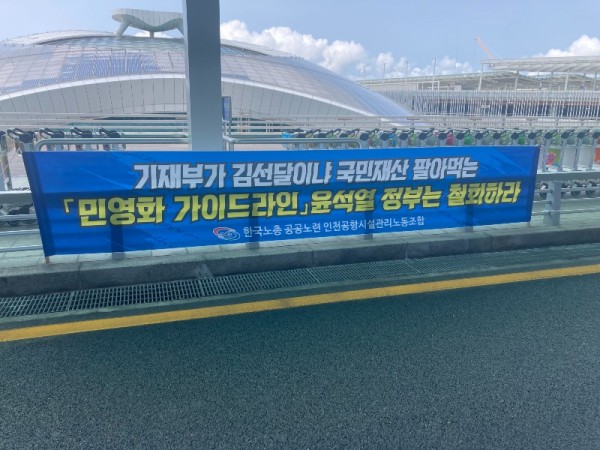 기재부가 김선달이냐 국민재산 팔아먹는
「민영화 가이드라인」윤석열 정부는 철회하라
한국노총 공공노련 인천공항시설관리노동조합